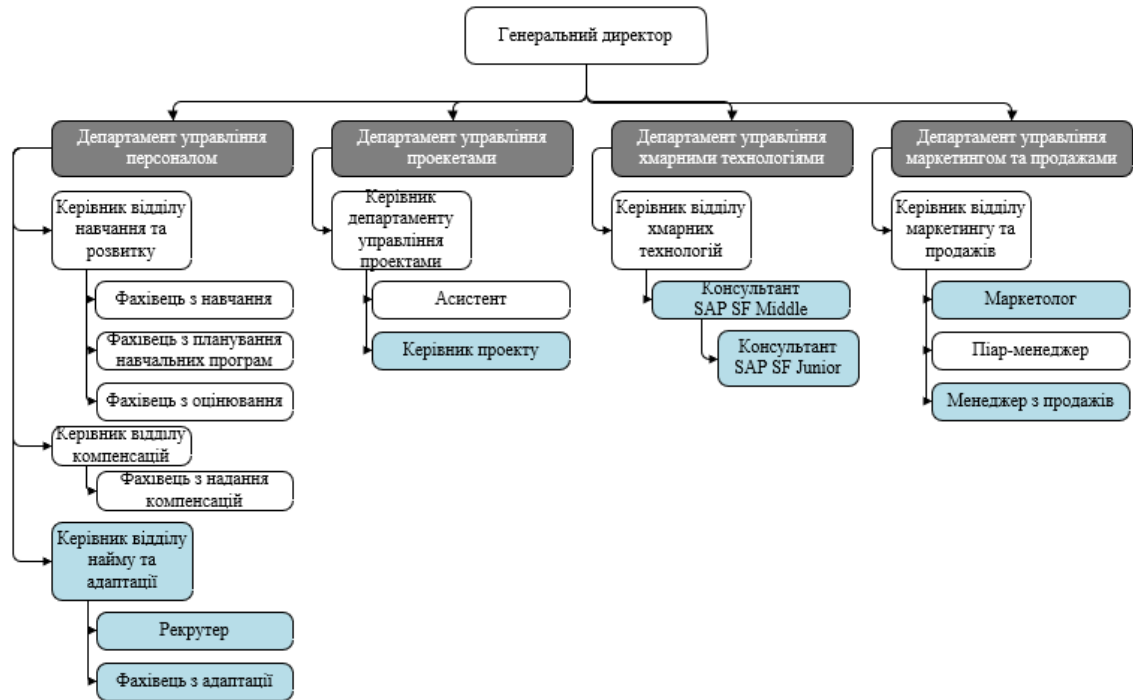 Генеральний директор
Департамент управління
персоналом
Департамент управління
проекетами
Департамент управління
хмарними технологіями
Департамент управління
маркетингом та продажами
Керівник відділу
навчання та
розвитку
Фахівець з навчання
Фахівець з планування
навчальних програм
Фахівець з оцінювання
Керівник відділу
компенсацій
Фахівець з надання
компенсацій
Керівник відділу
найму та
адаптації
Рекрутер
Фахівець з адаптації
Керівник
департаменту
управління
проектами
Асистент
Керівник проекту
Керівник відділу
хмарних
технологій
Консультант
SAP SF Middle
Консультант
SAP SF Junior
Керівник відділу
маркетингу та
продажів
Маркетолог
Піар-менеджер
Менеджер з продажів